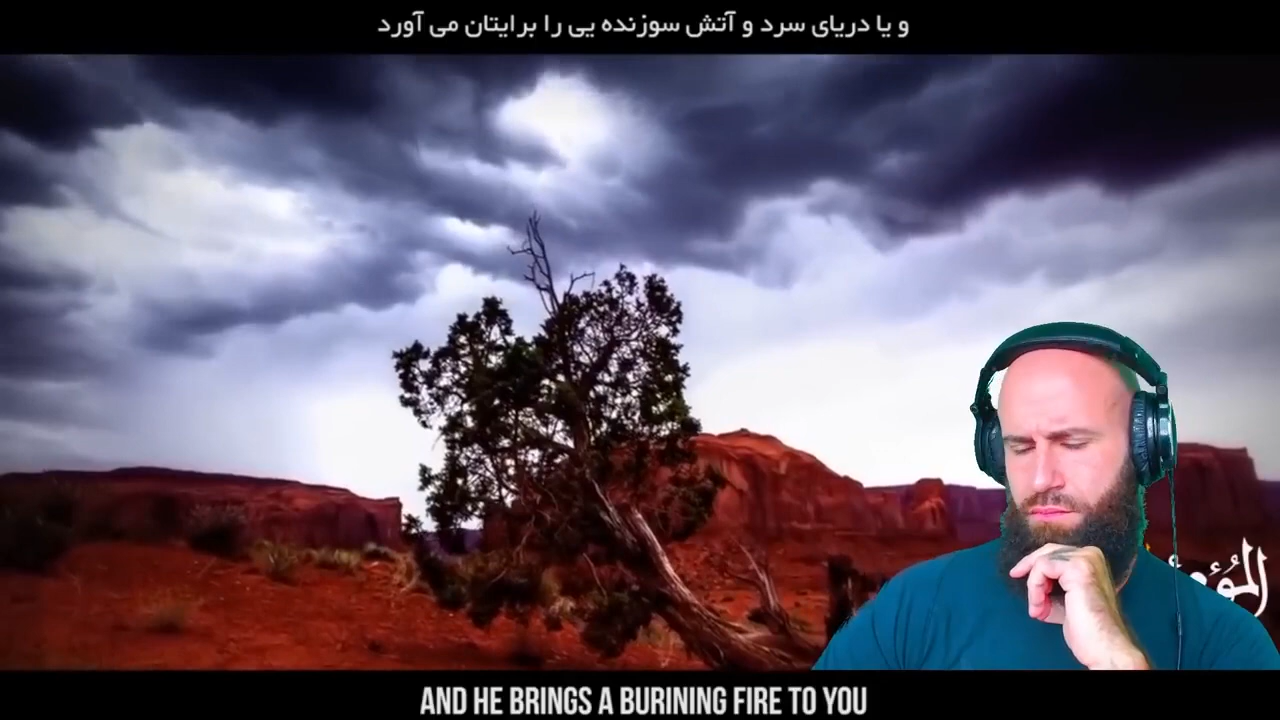 و یا دریای سرد و آتش سوزنده یی را برایتان می آورد
AND HE BRINGS A BURINING FIRE TO YOU